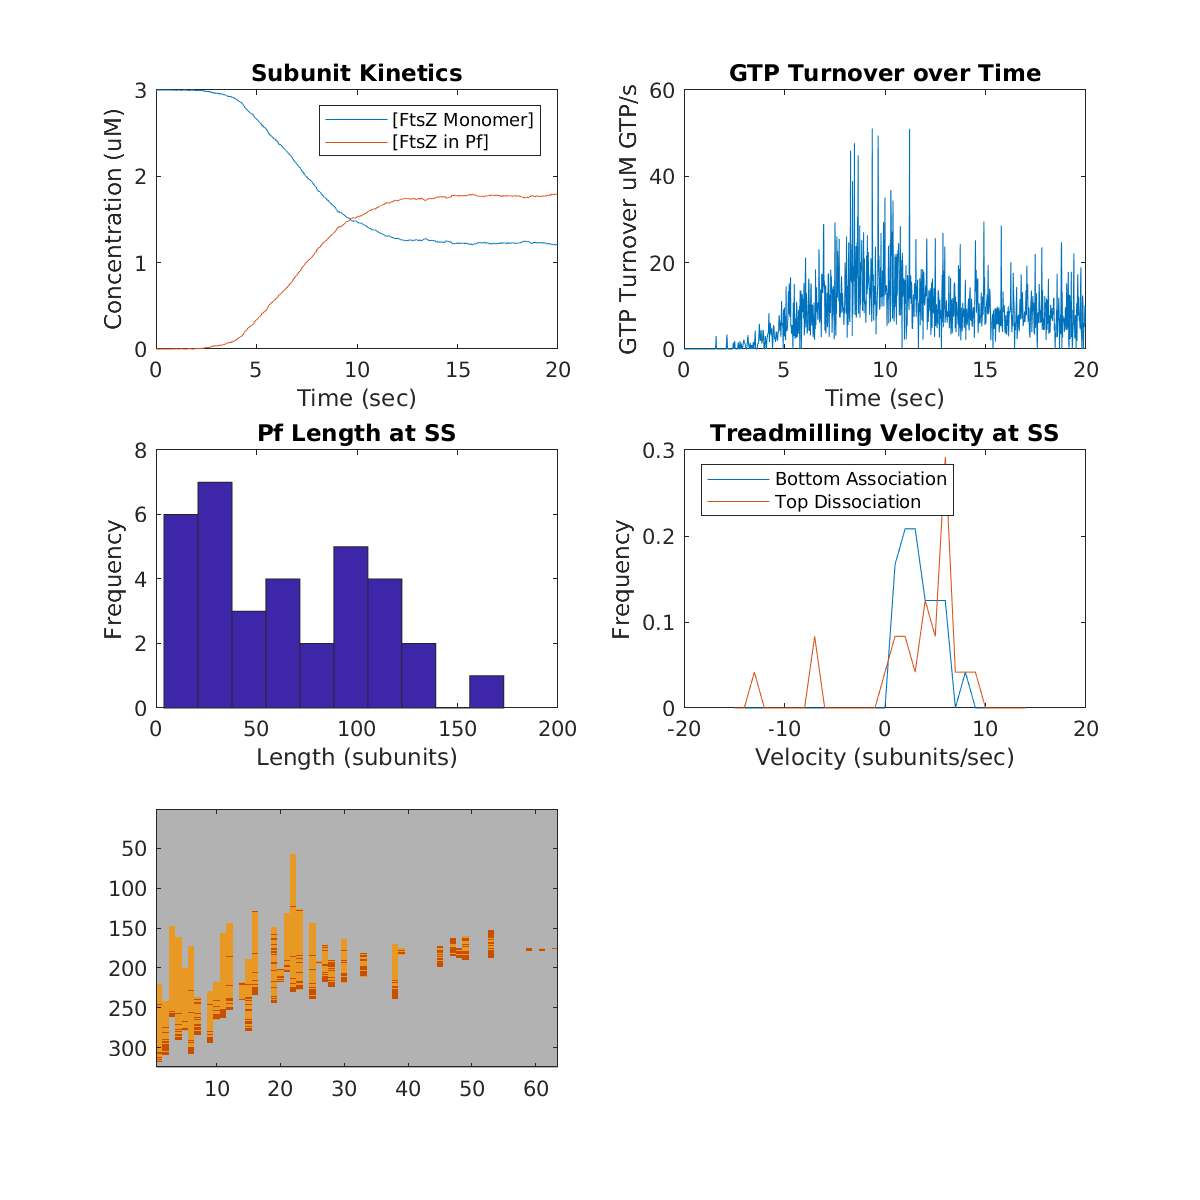 Subunit Kinetics
3
2
1
0
Concentration (uM)
[FtsZ Monomer]
[FtsZ in Pf]
0 5 10 15 20
Time (sec)
GTP Turnover over Time
60
40
20
0
GTP Turnover uM GTP/s
0 5 10 15 20
Time (sec)
Pf Length at SS
8
6
4
2
0
Frequency
0 50 100 150 200
Length (subunits)
Treadmilling Velocity at SS
0.3
0.2
0.1
0
Frequency
Bottom Association
Top Dissociation
-20 -10 0 10 20
Velocity (subunits/sec)
50
100
150
200
250
300
10 20 30 40 50 60